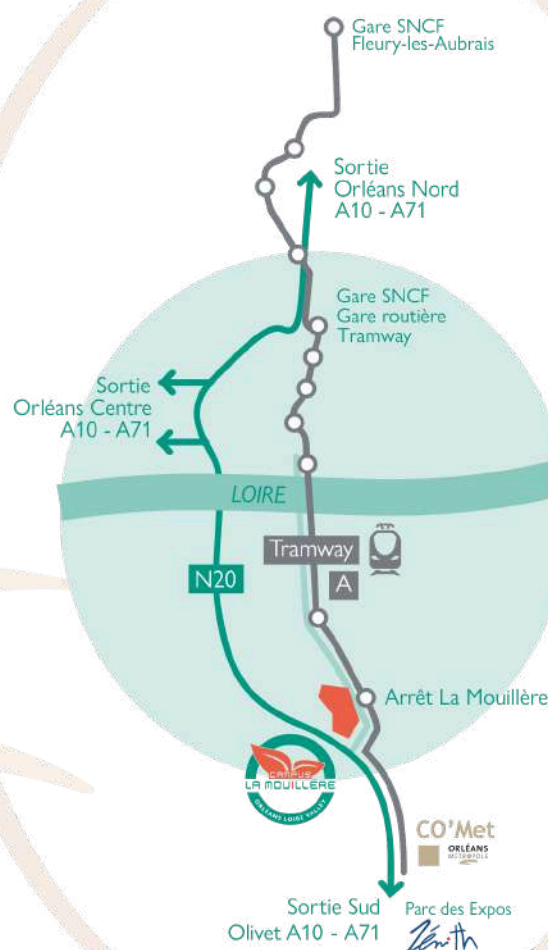 Gare SNCF
Fleury-les-Aubrais
Sortie
Orléans Nord
A10 - A71
Gare SNCF
Gare routière
Tramway
Sortie
Orléans Centre
A10 - A71
LOIRE
Tramway
A
N20
Arrêt La Mouillère
CAMPUS
LA MOUILLÈRE
ORLÉANS LOIRE VALLEY
CO'Met
ORLÉANS
MÉTROPOLE
Sortie Sud
Olivet A10 - A71
Parc des Expos
Zénith